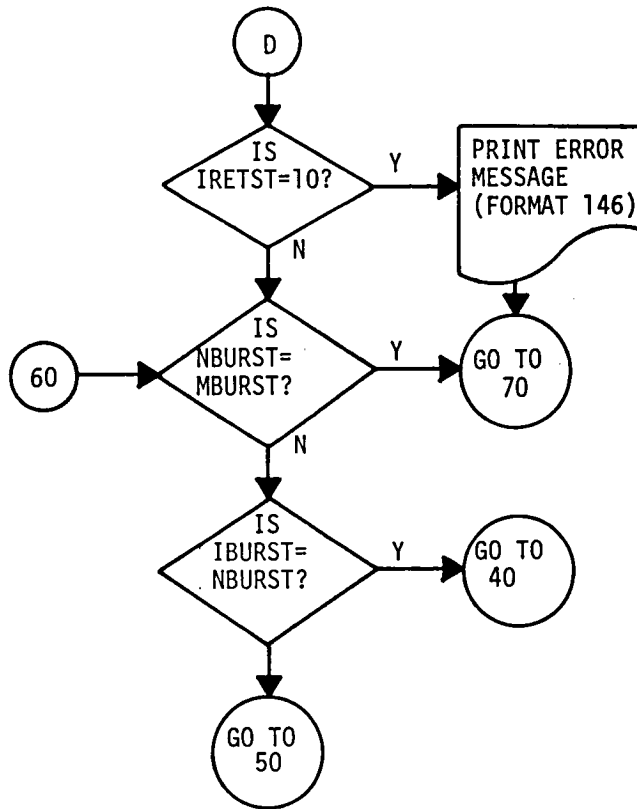 D
IS
IRETST=10?
Y
PRINT ERROR
MESSAGE
(FORMAT 146)
N
60
IS
NBURST=
MBURST?
Y
GO TO
70
N
IS
IBURST=
NBURST?
Y
GO TO
40
GO TO
50